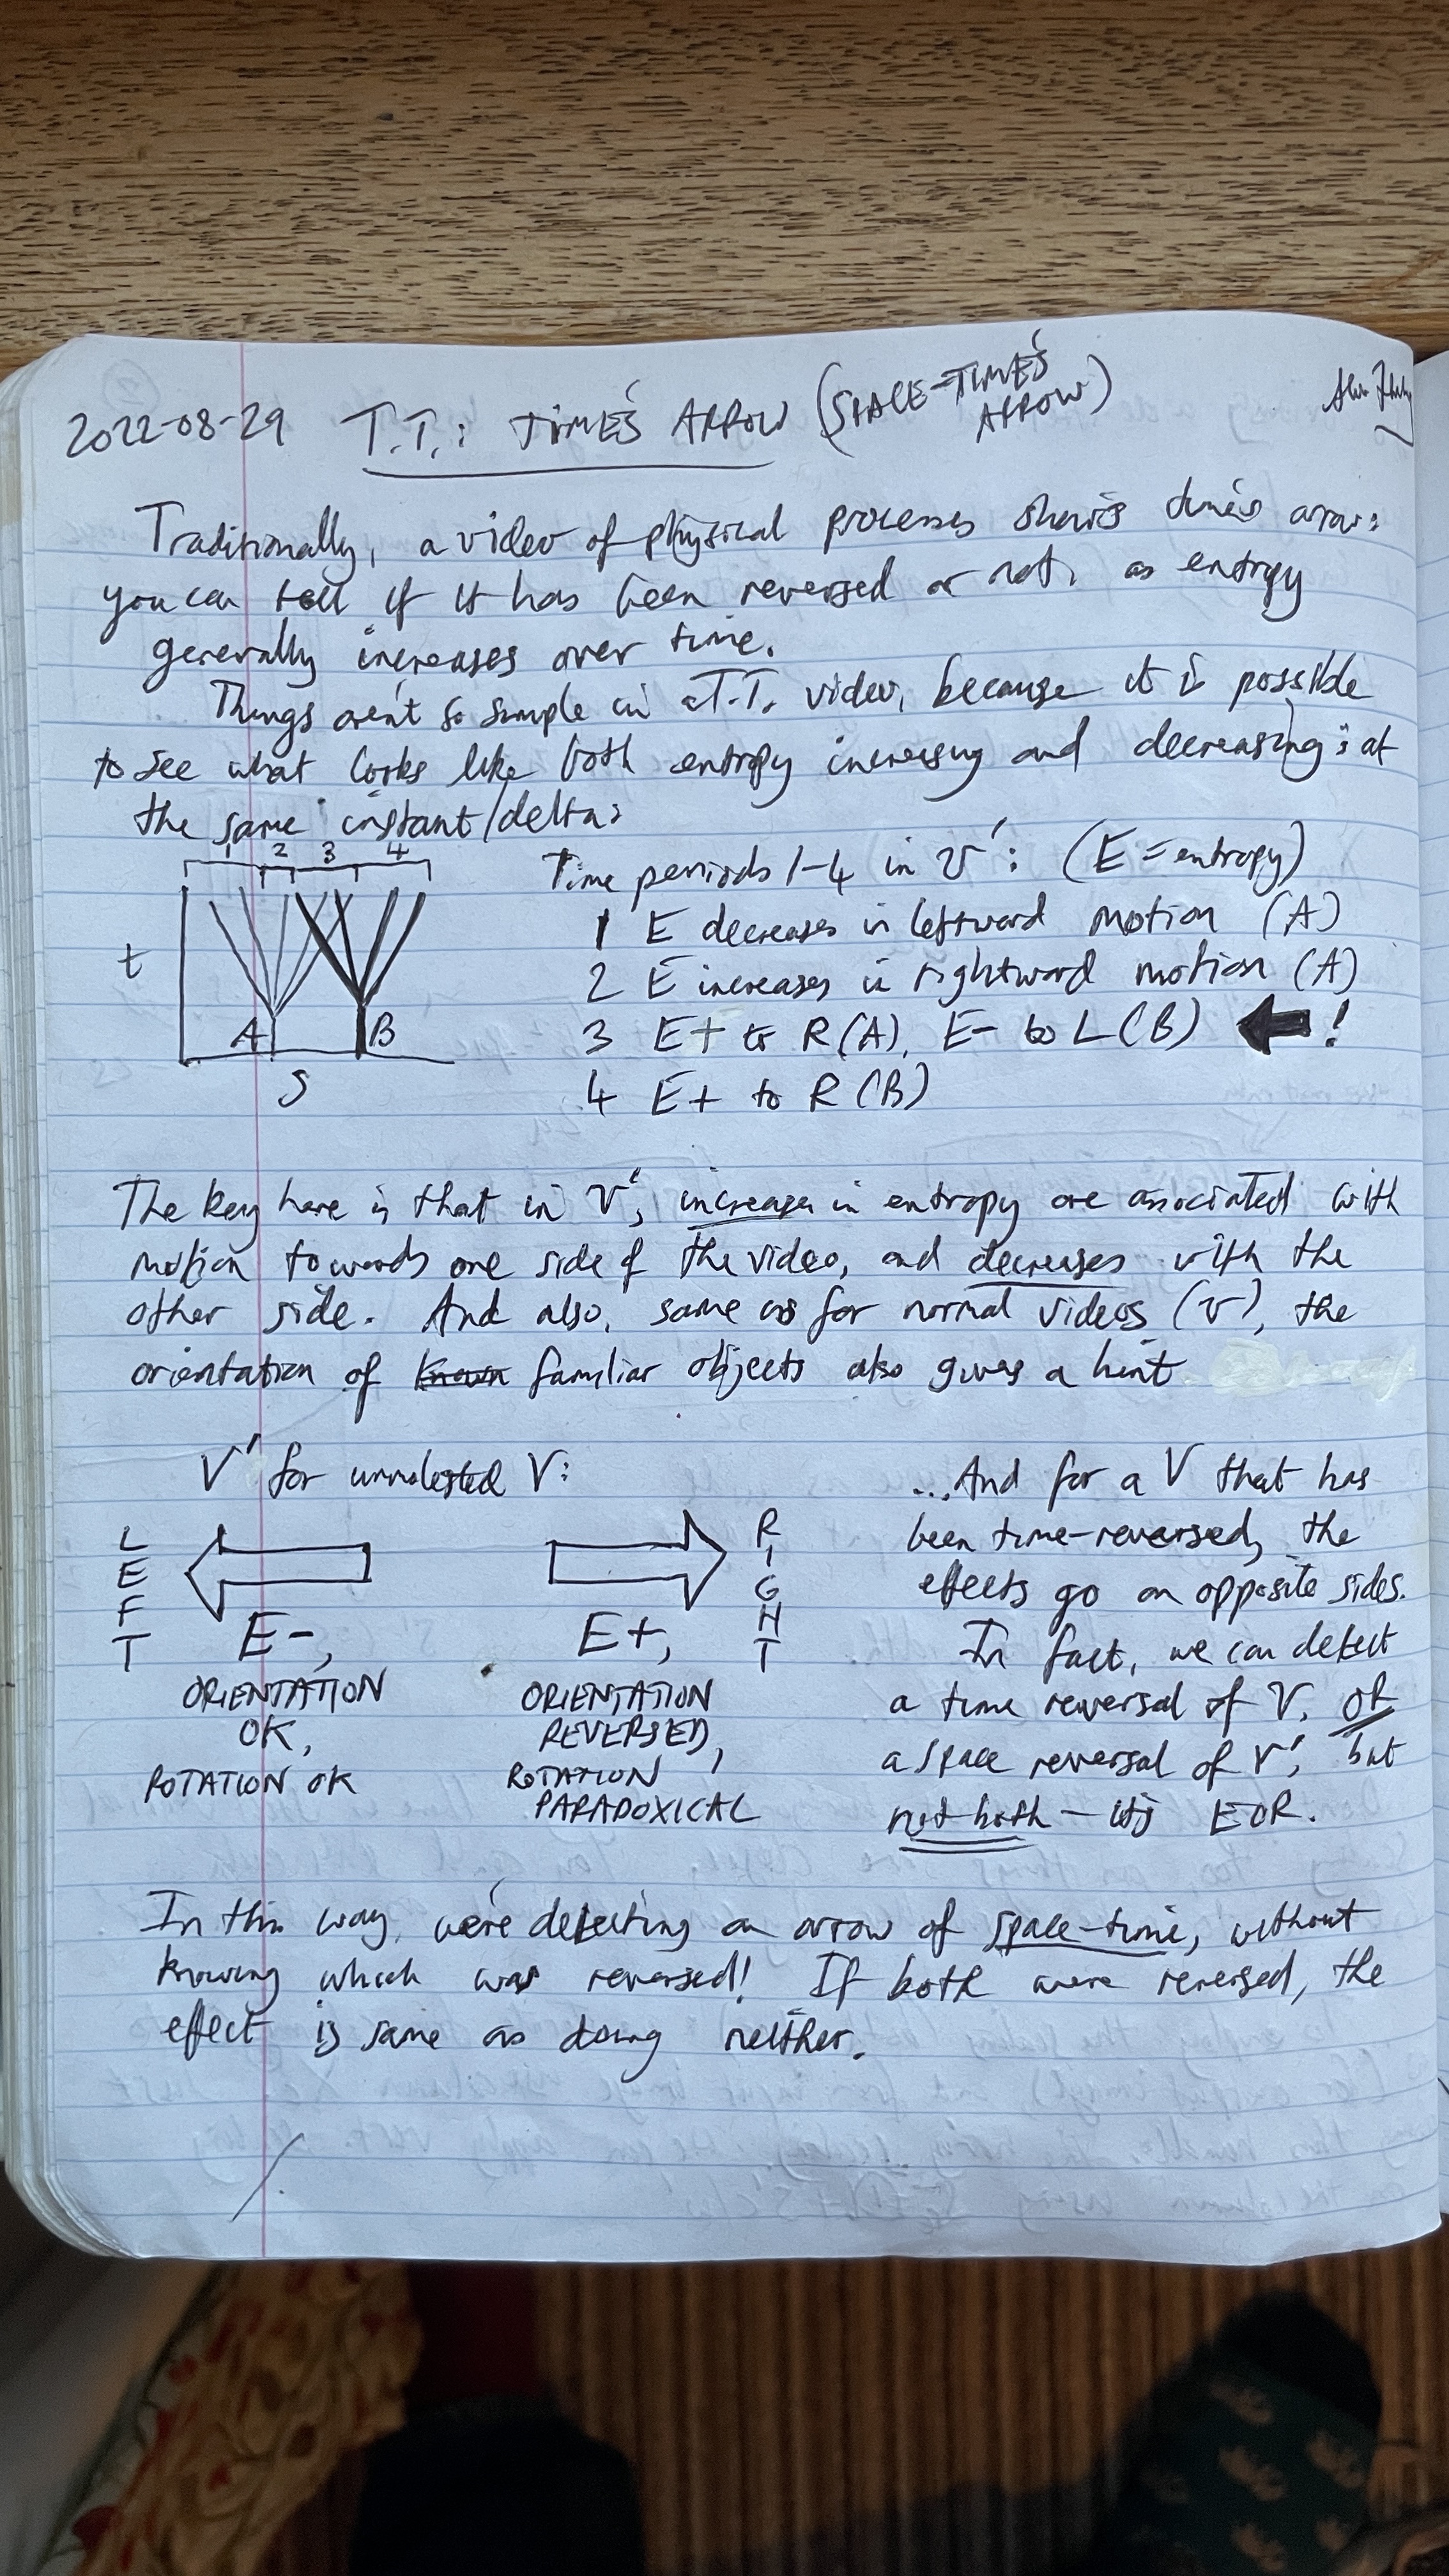 2022-08-29 T.T.: TIME'S ARROW (SPACE-TIME'S
ARROW)
Traditionally, a video of physical processes shows time's arrow:
you can tell if it has been reversed or not, as entropy
generally increases over time.
Things aren't so simple in a T.T. video, because it is possible
to see what looks like both entropy increasing and decreasing at
the same instant/delta:
1 2 3 4
t
A B
S
Time periods 1-4 in V': (E = entropy)
1 E decreases in leftward motion (A)
2 E increases in rightward motion (A)
3 E+ to R(A), E- to L(B) ⬅!
4 E+ to R(B)
The key here is that in V', increases in entropy are associated with
motion towards one side of the video, and decreases with the
other side. And also, same as for normal videos (V), the
orientation of known familiar objects also gives a hint.
V' for unmolested V:
LEFT
E-,
ORIENTATION
OK,
ROTATION OK
E+,
ORIENTATION
REVERSED,
ROTATION
PARADOXICAL
RIGHT
...And for a V that has
been time-reversed, the
effects go on opposite sides.
In fact, we can detect
a time reversal of V, or
a space reversal of V', but
not both - it's EOR.
In this way, we're detecting an arrow of space-time, without
knowing which was reversed! If both were reversed, the
effect is same as doing neither.